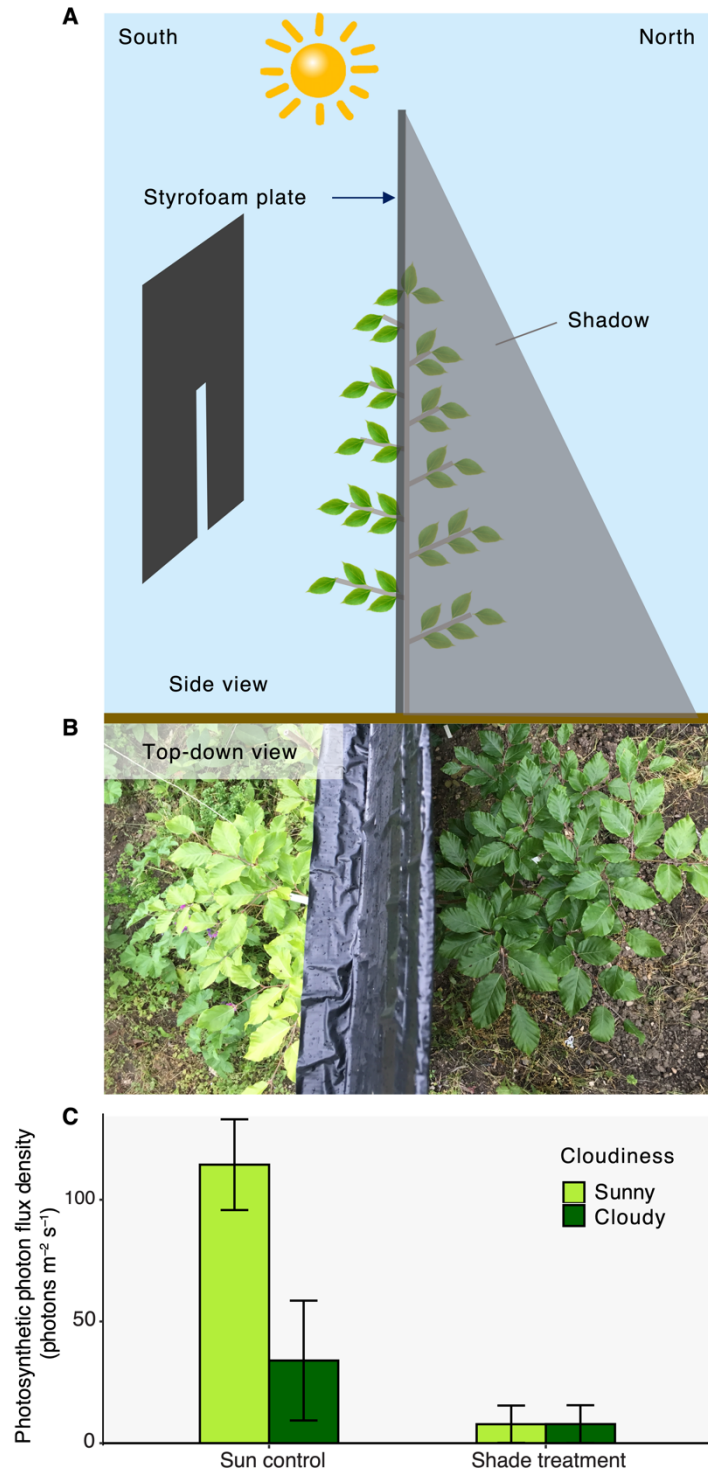 A
South
North
Styrofoam plate
Shadow
Side view
B
Top-down view
C
Photosynthetic photon flux density
(photons m⁻² s⁻¹)
100
50
0
Cloudiness
Sunny
Cloudy
Sun control
Shade treatment